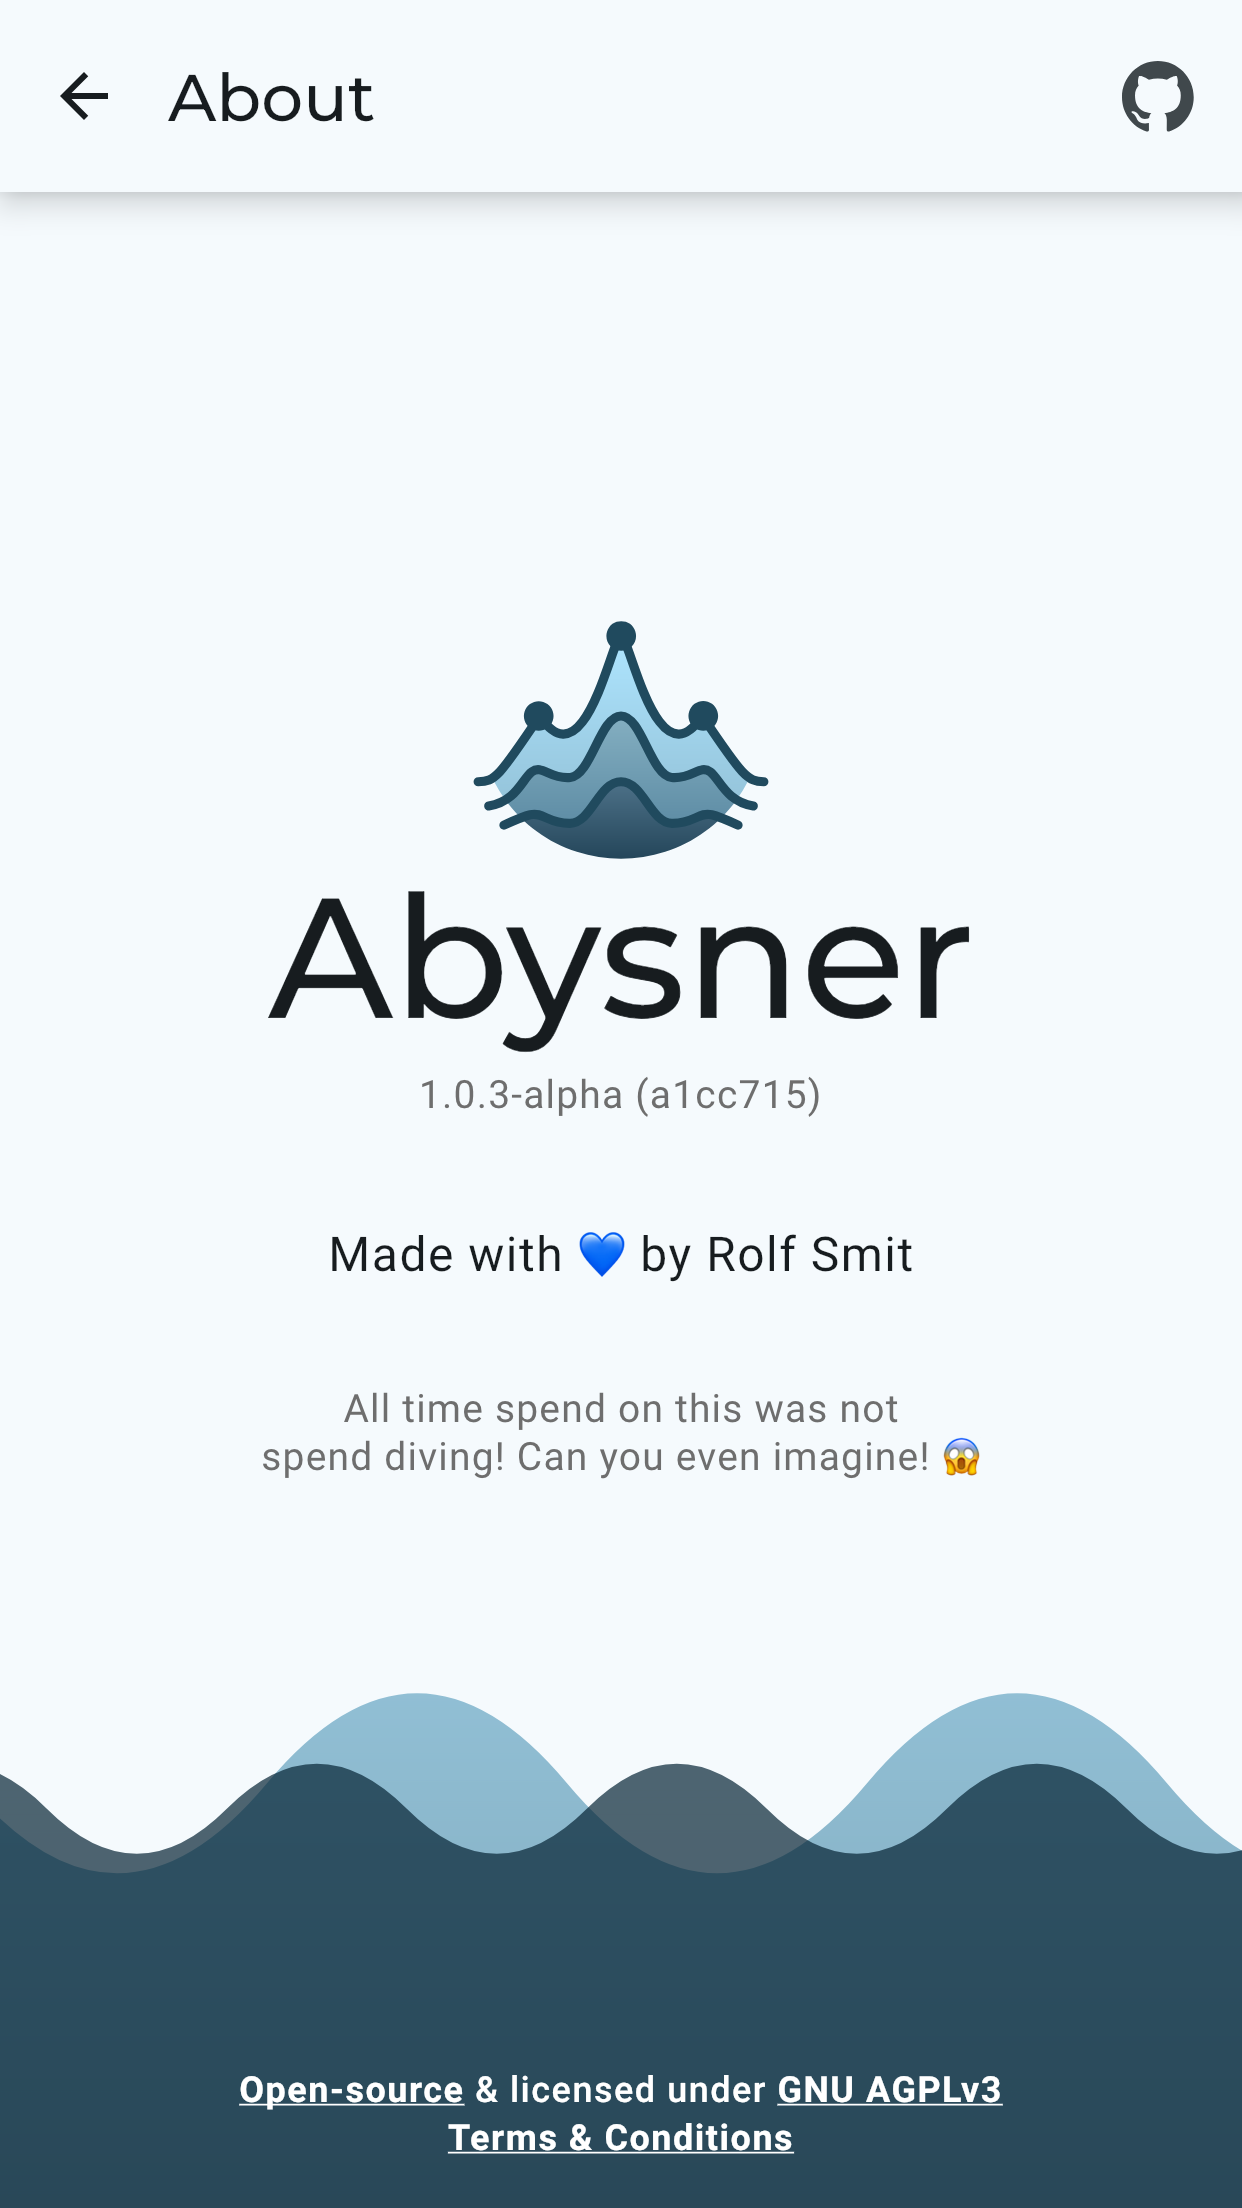 About
Abysner
1.0.3-alpha (a1cc715)
Made with 💙 by Rolf Smit
All time spend on this was not
spend diving! Can you even imagine! 😱
Open-source & licensed under GNU AGPLv3
Terms & Conditions